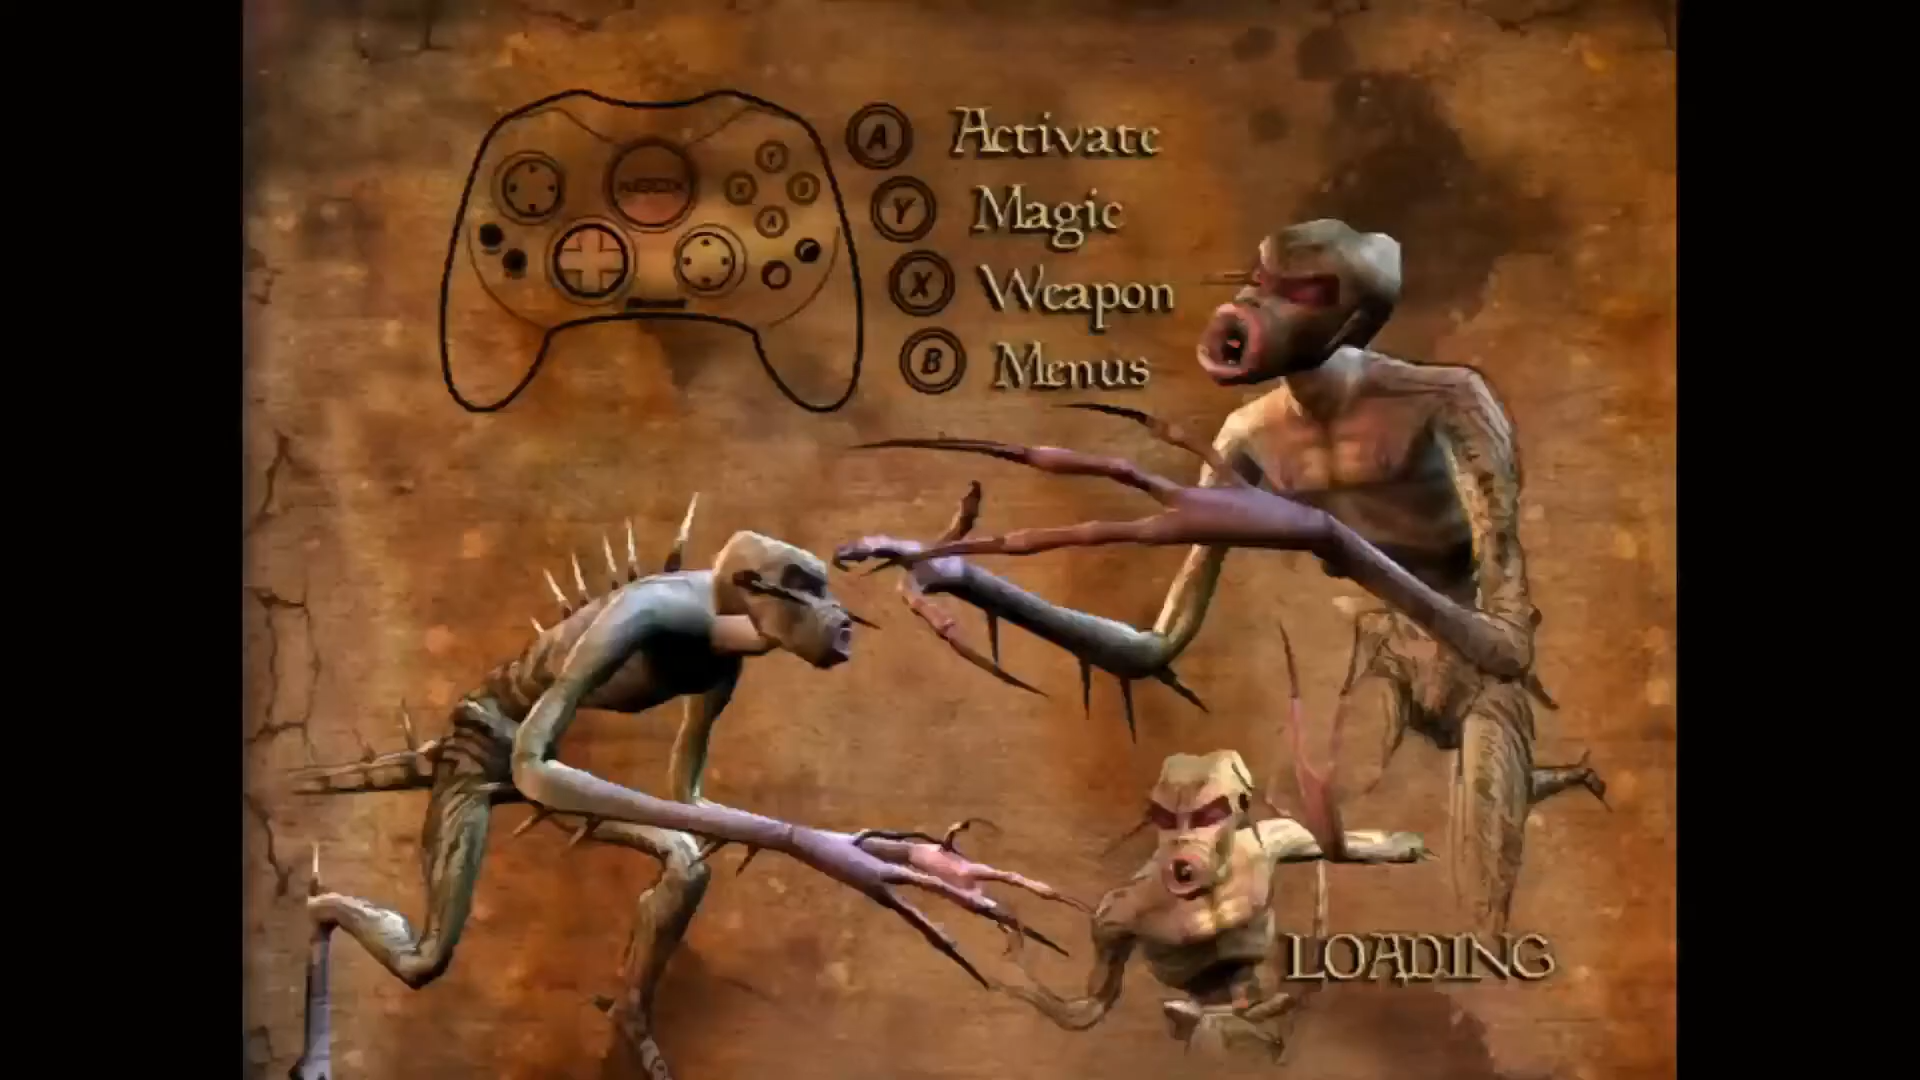 A Activate
Y Magic
X Weapon
B Menus
Y
X B
A
LOADING